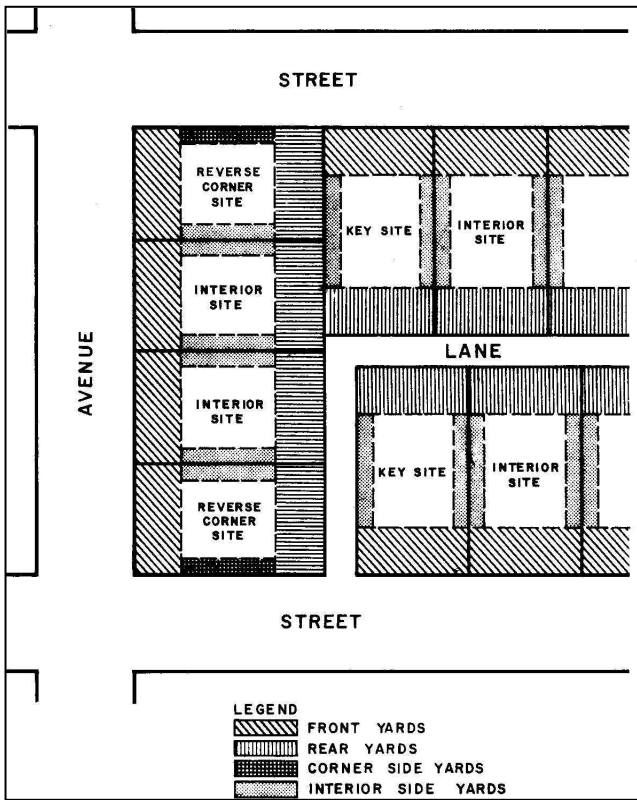 STREET
REVERSE
CORNER
SITE
KEY SITE
INTERIOR
SITE
INTERIOR
SITE
LANE
AVENUE
INTERIOR
SITE
KEY SITE
INTERIOR
SITE
REVERSE
CORNER
SITE
STREET
LEGEND
FRONT YARDS
REAR YARDS
CORNER SIDE YARDS
INTERIOR SIDE YARDS